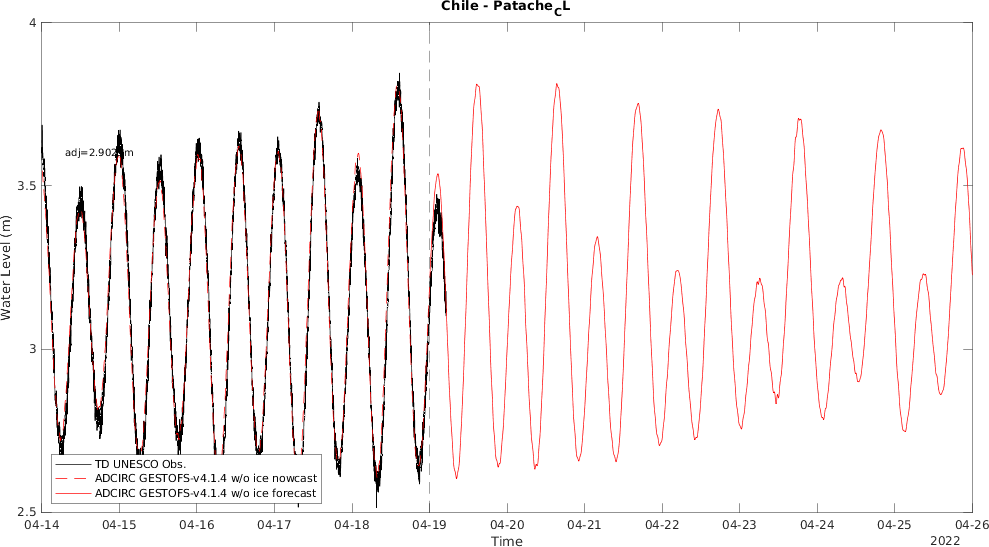 Chile - Patache_CL
4
3.5
3
2.5
Water Level (m)
adj=2.902 m
TD UNESCO Obs.
ADCIRC GESTOFS-v4.1.4 w/o ice nowcast
ADCIRC GESTOFS-v4.1.4 w/o ice forecast
04-14 04-15 04-16 04-17 04-18 04-19 04-20 04-21 04-22 04-23 04-24 04-25 04-26
Time
2022